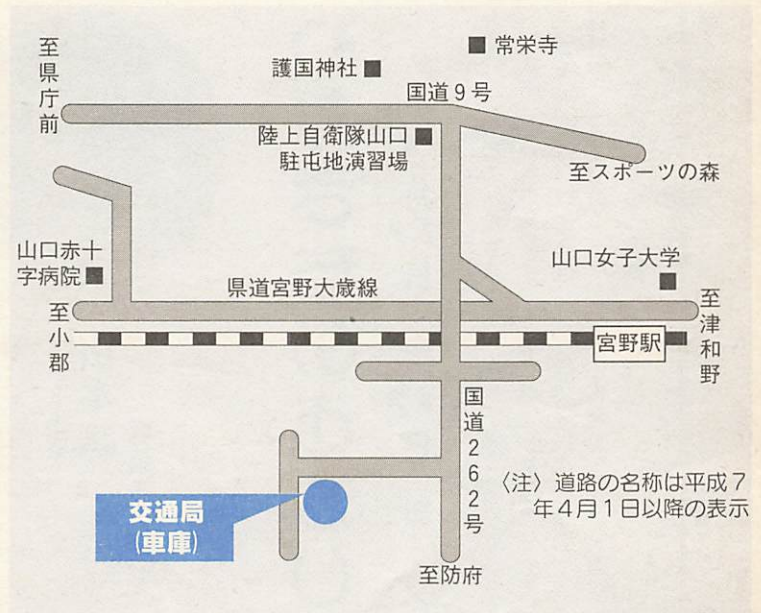 至県庁前
護国神社
常栄寺
国道9号
陸上自衛隊山口
駐屯地演習場
至スポーツの森
山口赤十
字病院
県道宮野大歳線
山口女子大学
至小郡
至津和野
宮野駅
国道262号
〈注〉道路の名称は平成7
年4月1日以降の表示
交通局
(車庫)
至防府